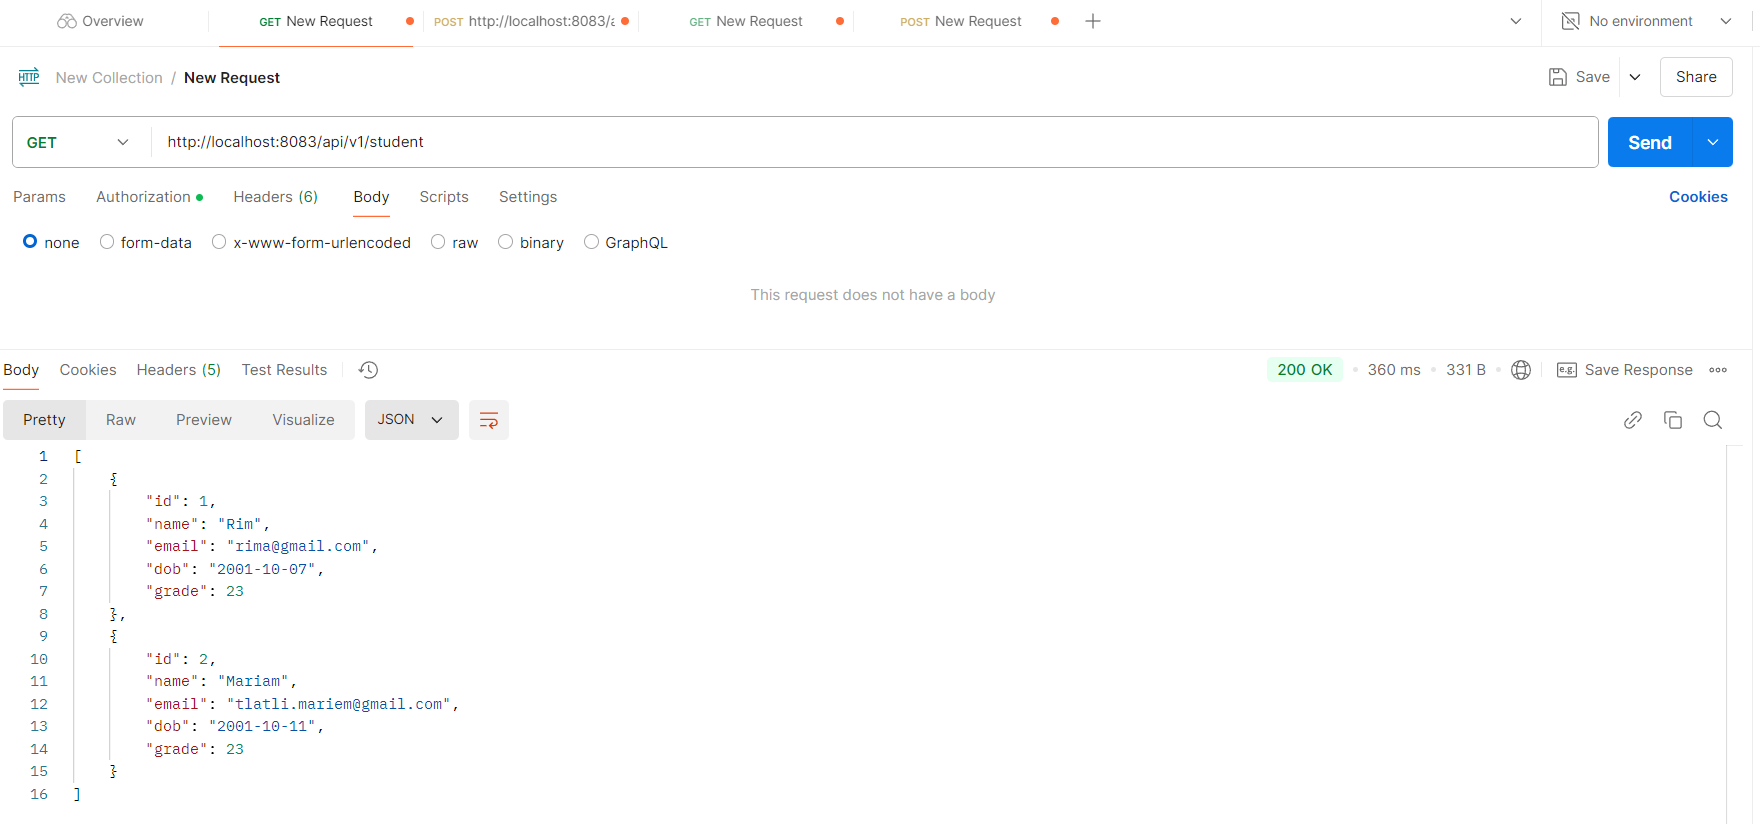 Overview GET New Request POST http://localhost:8083/a GET New Request POST New Request No environment
HTTP New Collection / New Request Save Share
GET http://localhost:8083/api/v1/student Send
Params Authorization Headers (6) Body Scripts Settings Cookies
none form-data x-www-form-urlencoded raw binary GraphQL
This request does not have a body
Body Cookies Headers (5) Test Results 200 OK 360 ms 331 B e.g. Save Response
Pretty Raw Preview Visualize JSON
1 [
2 {
3 "id": 1,
4 "name": "Rim",
5 "email": "rima@gmail.com",
6 "dob": "2001-10-07",
7 "grade": 23
8 },
9 {
10 "id": 2,
11 "name": "Mariam",
12 "email": "tlatli.mariem@gmail.com",
13 "dob": "2001-10-11",
14 "grade": 23
15 }
16 ]